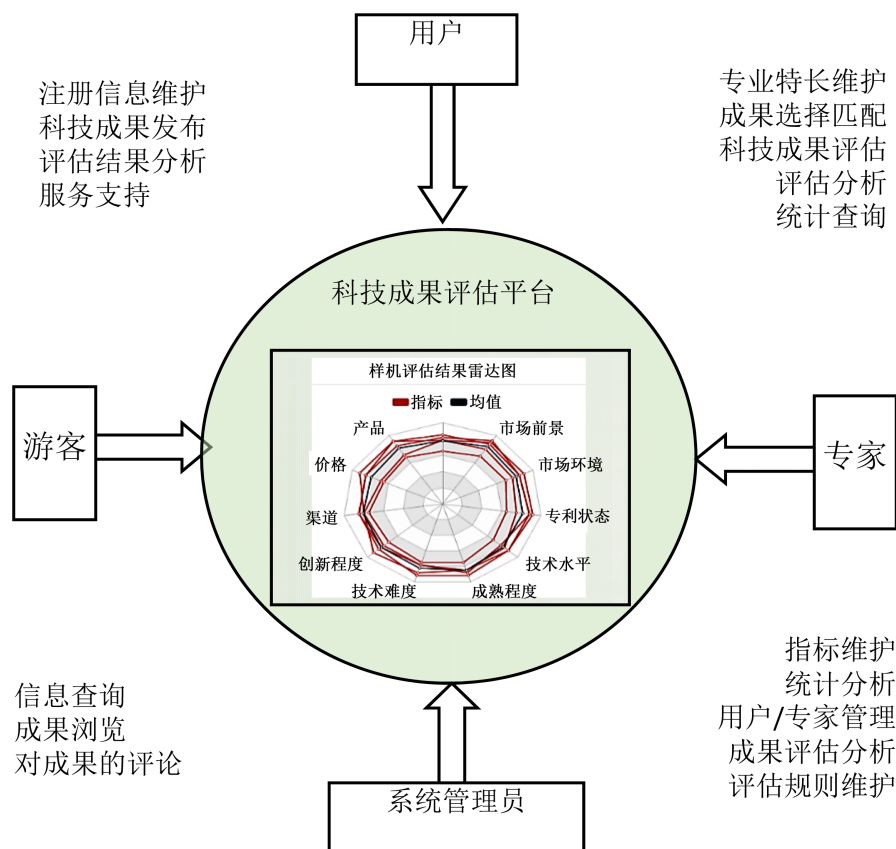 用户
注册信息维护
科技成果发布
评估结果分析
服务支持
专业特长维护
成果选择匹配
科技成果评估
评估分析
统计查询
科技成果评估平台
样机评估结果雷达图
指标 均值
产品
市场前景
价格
市场环境
渠道
专利状态
创新程度
技术水平
技术难度
成熟程度
游客
专家
信息查询
成果浏览
对成果的评论
指标维护
统计分析
用户/专家管理
成果评估分析
评估规则维护
系统管理员